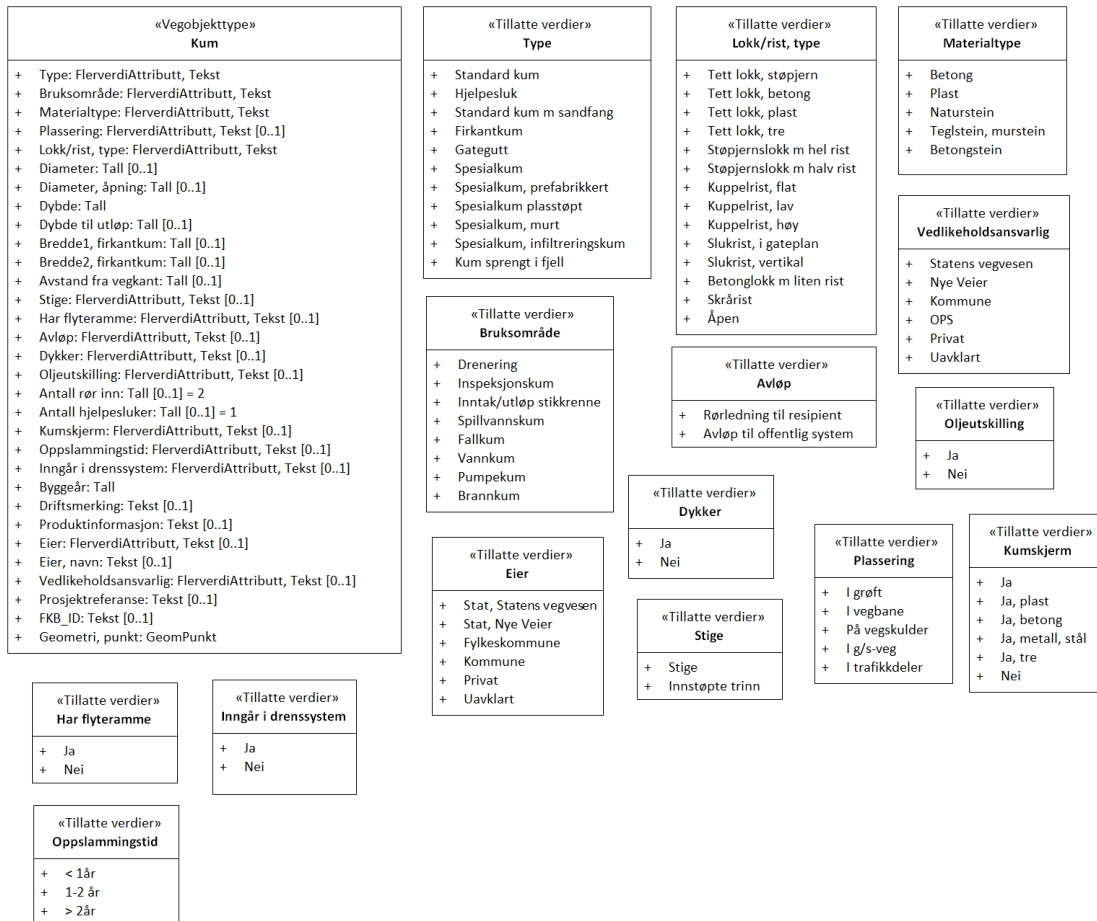 «Vegobjekttype»
Kum
+ Type: FlerverdiAttributt, Tekst
+ Bruksområde: FlerverdiAttributt, Tekst
+ Materialtype: FlerverdiAttributt, Tekst
+ Plassering: FlerverdiAttributt, Tekst [0..1]
+ Lokk/rist, type: FlerverdiAttributt, Tekst
+ Diameter: Tall [0..1]
+ Diameter, åpning: Tall [0..1]
+ Dybde: Tall
+ Dybde til utløp: Tall [0..1]
+ Bredde1, firkantkum: Tall [0..1]
+ Bredde2, firkantkum: Tall [0..1]
+ Avstand fra vegkant: Tall [0..1]
+ Stige: FlerverdiAttributt, Tekst [0..1]
+ Har flyteramme: FlerverdiAttributt, Tekst [0..1]
+ Avløp: FlerverdiAttributt, Tekst [0..1]
+ Dykker: FlerverdiAttributt, Tekst [0..1]
+ Oljeutskilling: FlerverdiAttributt, Tekst [0..1]
+ Antall rør inn: Tall [0..1] = 2
+ Antall hjelpesluker: Tall [0..1] = 1
+ Kumskjerm: FlerverdiAttributt, Tekst [0..1]
+ Oppslammingstid: FlerverdiAttributt, Tekst [0..1]
+ Inngår i drenssystem: FlerverdiAttributt, Tekst [0..1]
+ Byggeår: Tall
+ Driftsmerking: Tekst [0..1]
+ Produktinformasjon: Tekst [0..1]
+ Eier: FlerverdiAttributt, Tekst [0..1]
+ Eier, navn: Tekst [0..1]
+ Vedlikeholdsansvarlig: FlerverdiAttributt, Tekst [0..1]
+ Prosjektreferanse: Tekst [0..1]
+ FKB_ID: Tekst [0..1]
+ Geometri, punkt: GeomPunkt
«Tillatte verdier»
Type
+ Standard kum
+ Hjelpesluk
+ Standard kum m sandfang
+ Firkantkum
+ Gategutt
+ Spesialkum
+ Spesialkum, prefabrikkert
+ Spesialkum plasstøpt
+ Spesialkum, murt
+ Spesialkum, infiltreringskum
+ Kum sprengt i fjell
«Tillatte verdier»
Lokk/rist, type
+ Tett lokk, støpjern
+ Tett lokk, betong
+ Tett lokk, plast
+ Tett lokk, tre
+ Støpjernslokk m hel rist
+ Støpjernslokk m halv rist
+ Kuppelrist, flat
+ Kuppelrist, lav
+ Kuppelrist, høy
+ Slukrist, i gateplan
+ Slukrist, vertikal
+ Betonglokk m liten rist
+ Skrårist
+ Åpen
«Tillatte verdier»
Materialtype
+ Betong
+ Plast
+ Naturstein
+ Teglstein, murstein
+ Betongstein
«Tillatte verdier»
Vedlikeholdsansvarlig
+ Statens vegvesen
+ Nye Veier
+ Kommune
+ OPS
+ Privat
+ Uavklart
«Tillatte verdier»
Bruksområde
+ Drenering
+ Inspeksjonskum
+ Inntak/utløp stikkrenne
+ Spillvannskum
+ Fallkum
+ Vannkum
+ Pumpekum
+ Brannkum
«Tillatte verdier»
Avløp
+ Rørledning til resipient
+ Avløp til offentlig system
«Tillatte verdier»
Oljeutskilling
+ Ja
+ Nei
«Tillatte verdier»
Dykker
+ Ja
+ Nei
«Tillatte verdier»
Eier
+ Stat, Statens vegvesen
+ Stat, Nye Veier
+ Fylkeskommune
+ Kommune
+ Privat
+ Uavklart
«Tillatte verdier»
Stige
+ Stige
+ Innstøpte trinn
«Tillatte verdier»
Plassering
+ I grøft
+ I vegbane
+ På vegskulder
+ I g/s-veg
+ I trafikkdeler
«Tillatte verdier»
Kumskjerm
+ Ja
+ Ja, plast
+ Ja, betong
+ Ja, metall, stål
+ Ja, tre
+ Nei
«Tillatte verdier»
Har flyteramme
+ Ja
+ Nei
«Tillatte verdier»
Inngår i drenssystem
+ Ja
+ Nei
«Tillatte verdier»
Oppslammingstid
+ < 1år
+ 1-2 år
+ > 2år